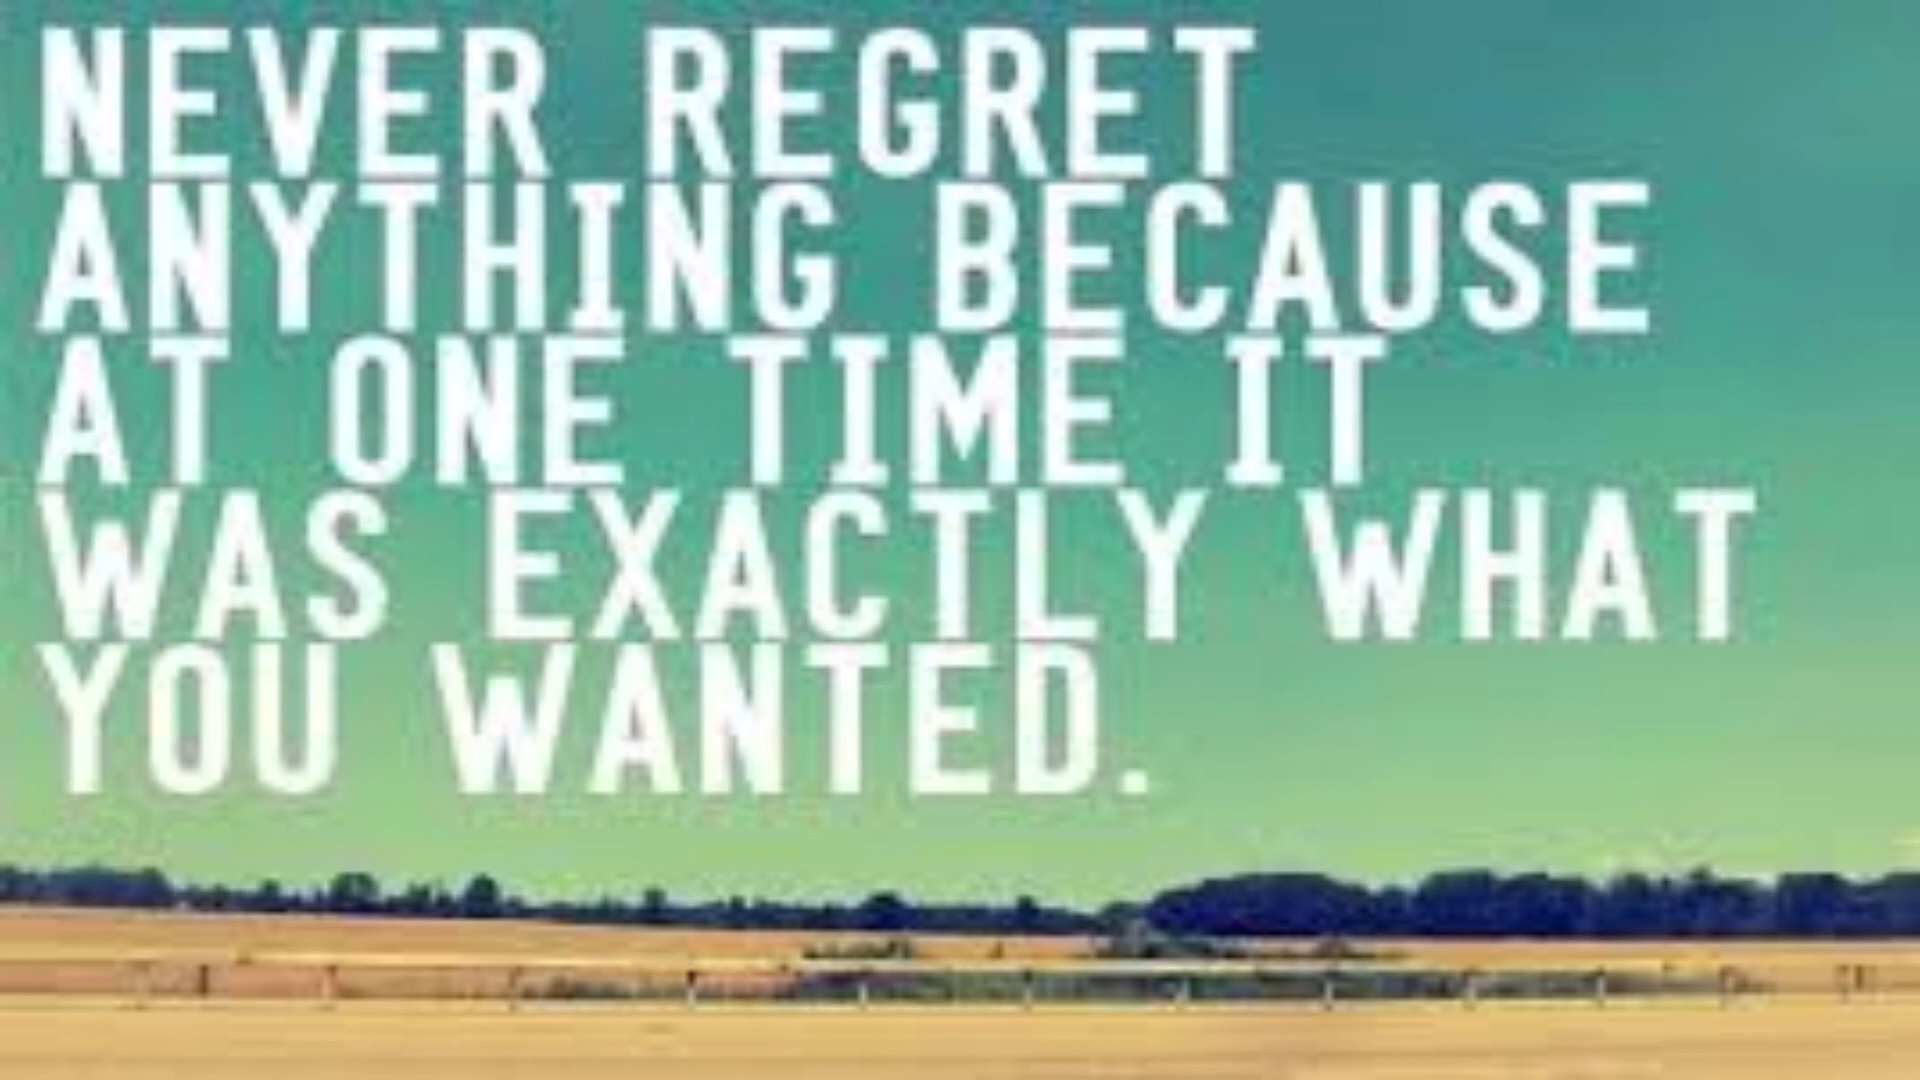 NEVER REGRET
ANYTHING BECAUSE
AT ONE TIME IT
WAS EXACTLY WHAT
YOU WANTED.